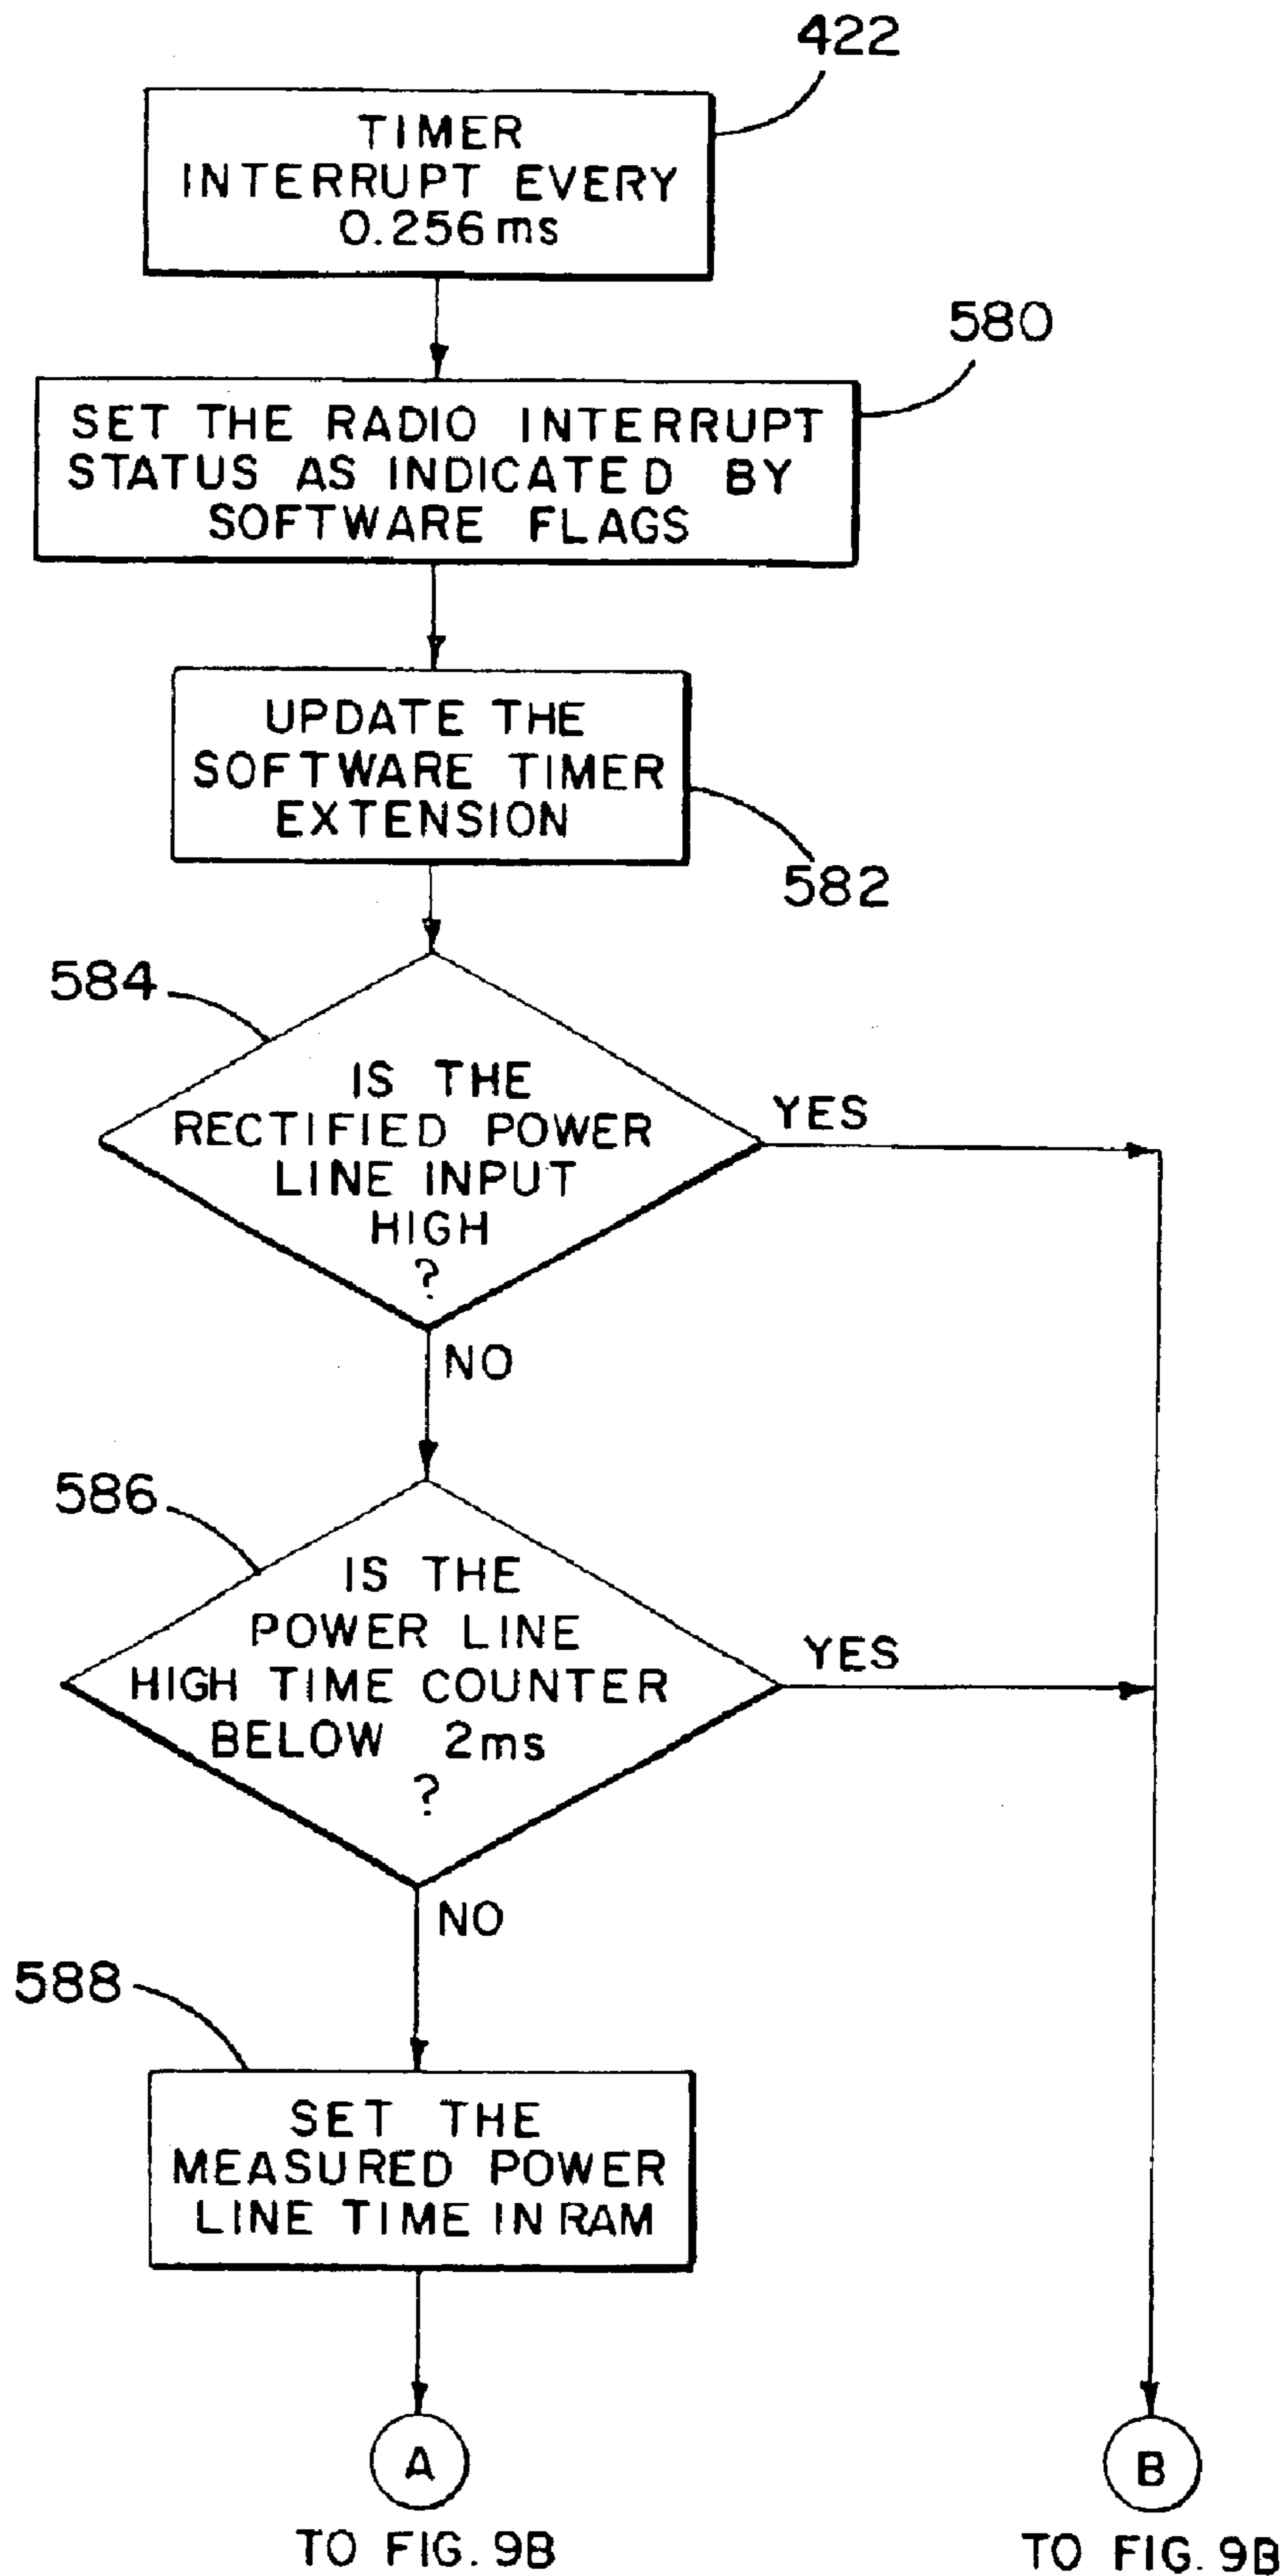 422
TIMER
INTERRUPT EVERY
0.256ms
580
SET THE RADIO INTERRUPT
STATUS AS INDICATED BY
SOFTWARE FLAGS
UPDATE THE
SOFTWARE TIMER
EXTENSION
582
584
IS THE
RECTIFIED POWER
LINE INPUT
HIGH
?
YES
NO
586
IS THE
POWER LINE
HIGH TIME COUNTER
BELOW 2ms
?
YES
NO
588
SET THE
MEASURED POWER
LINE TIME IN RAM
A
TO FIG. 9B
B
TO FIG. 9B